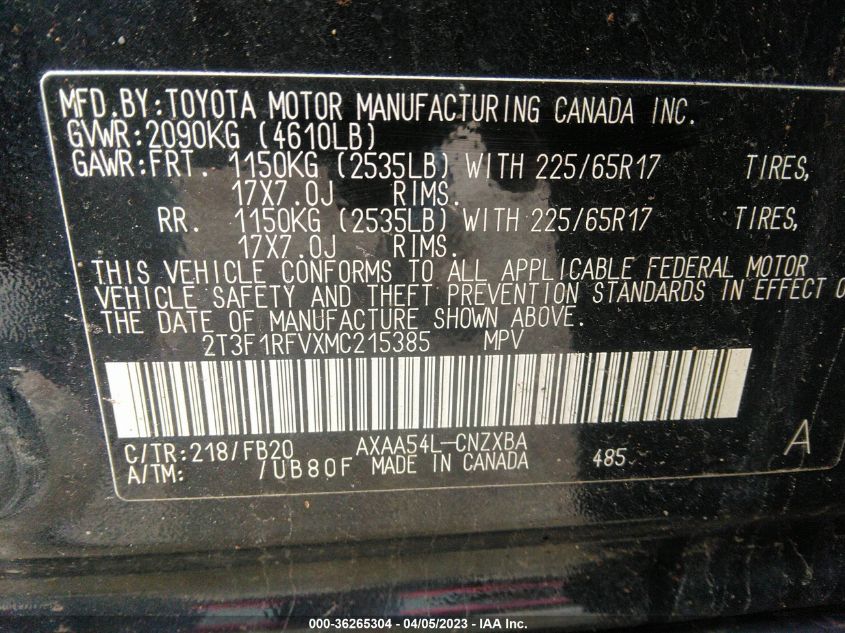 MFD.BY:TOYOTA MOTOR MANUFACTURING CANADA INC.
GVWR:2090KG (4610LB)
GAWR:FRT. 1150KG (2535LB) WITH 225/65R17 TIRES,
17X7.0J RIMS.
RR. 1150KG (2535LB) WITH 225/65R17 TIRES,
17X7.0J RIMS.
THIS VEHICLE CONFORMS TO ALL APPLICABLE FEDERAL MOTOR
VEHICLE SAFETY AND THEFT PREVENTION STANDARDS IN EFFECT O
THE DATE OF MANUFACTURE SHOWN ABOVE.
2T3F1RFVXMC215385 MPV
C/TR:218/FB20 AXAA54L-CNZXBA A
A/TM: /UB80F MADE IN CANADA 485
000-36265304 - 04/05/2023 - IAA Inc.